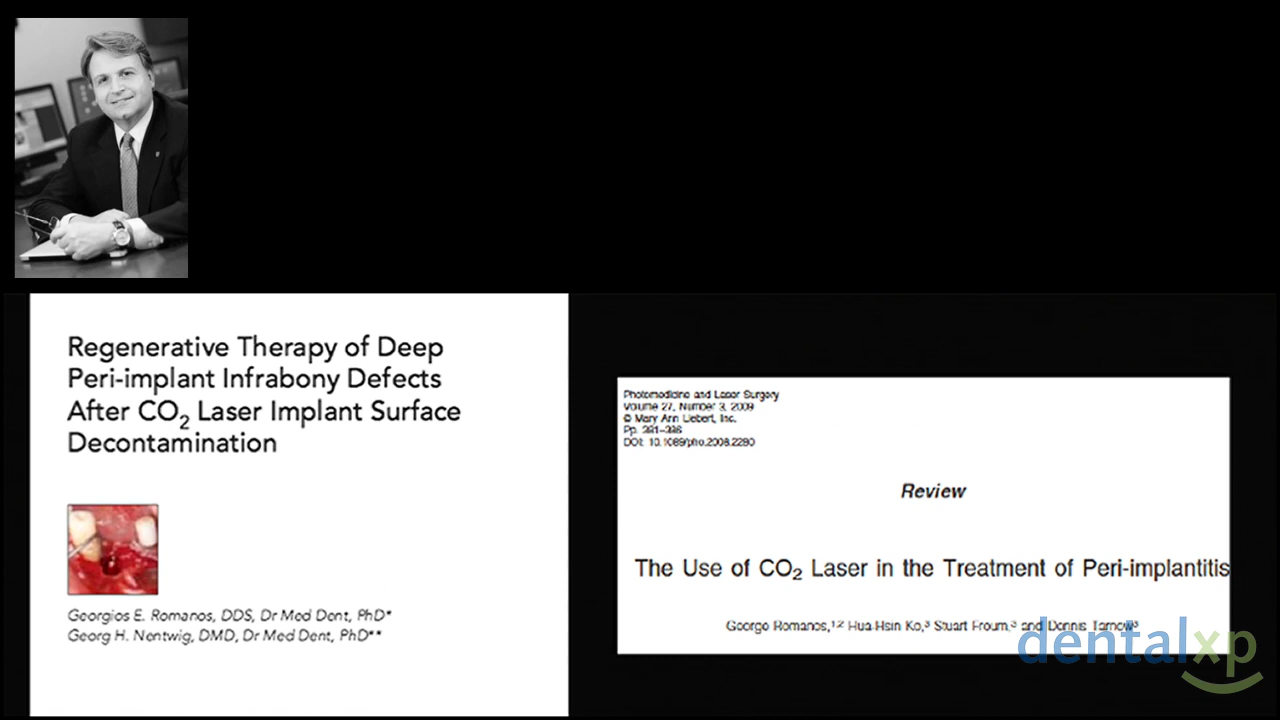 Regenerative Therapy of Deep
Peri-implant Infrabony Defects
After CO₂ Laser Implant Surface
Decontamination
Georgios E. Romanos, DDS, Dr Med Dent, PhD*
Georg H. Nentwig, DMD, Dr Med Dent, PhD**
Photomedicine and Laser Surgery
Volume 27, Number 3, 2009
© Mary Ann Liebert, Inc.
Pp. 381–386
DOI: 10.1089/pho.2008.2280
Review
The Use of CO₂ Laser in the Treatment of Peri-implantitis
George Romanos,¹,² Hua-Hsin Ko,³ Stuart Froum,³ and Dennis Tarnow³
dentalxp